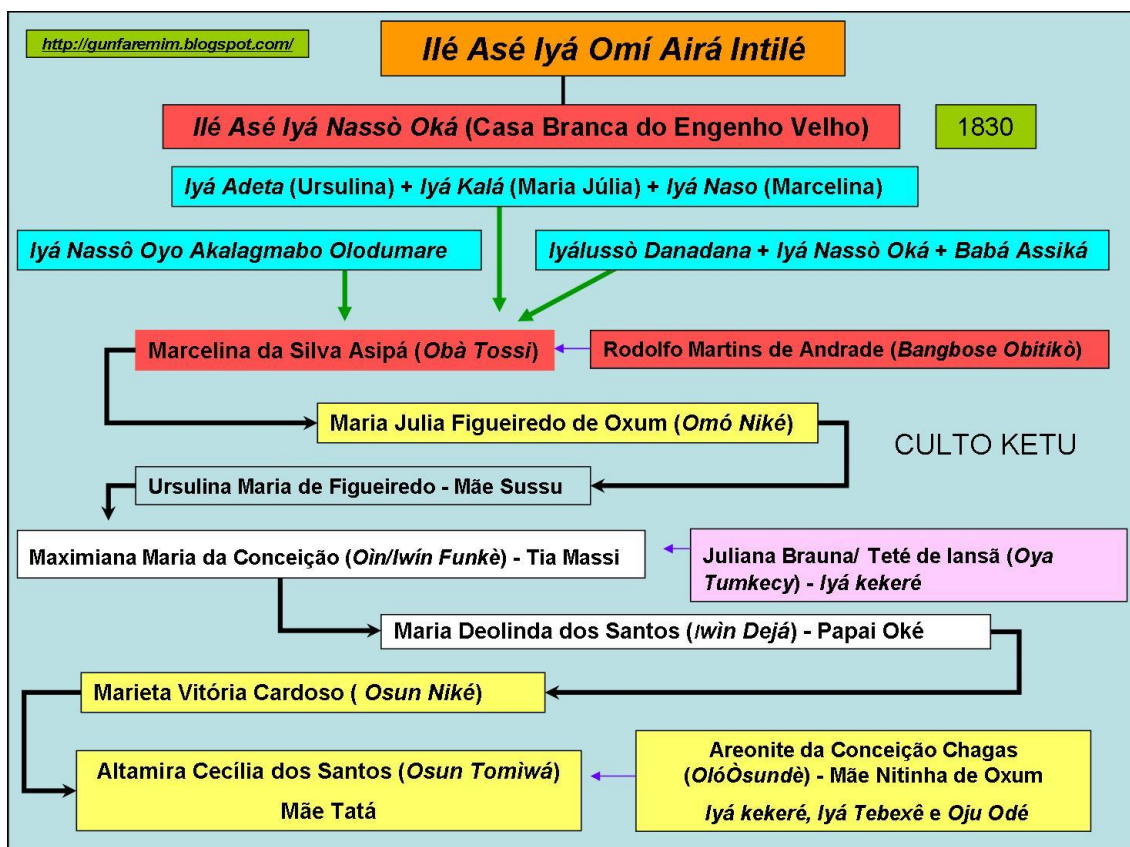 http://gunfaremim.blogspot.com/
Ilé Asé Iyá Omí Airá Intilé
Ilé Asé Iyá Nassò Oká (Casa Branca do Engenho Velho)
1830
Iyá Adeta (Ursulina) + Iyá Kalá (Maria Júlia) + Iyá Naso (Marcelina)
Iyá Nassô Oyo Akalagmabo Olodumare
Iyálussò Danadana + Iyá Nassò Oká + Babá Assiká
Marcelina da Silva Asipá (Obà Tossi)
Rodolfo Martins de Andrade (Bangbose Obitikò)
Maria Julia Figueiredo de Oxum (Omó Niké)
CULTO KETU
Ursulina Maria de Figueiredo - Mãe Sussu
Maximiana Maria da Conceição (Oìn/Iwín Funkè) - Tia Massi
Juliana Brauna/ Teté de Iansã (Oya
Tumkecy) - Iyá kekeré
Maria Deolinda dos Santos (Iwìn Dejá) - Papai Oké
Marieta Vitória Cardoso ( Osun Niké)
Altamira Cecília dos Santos (Osun Tomìwá)
Mãe Tatá
Areonite da Conceição Chagas
(OlóÒsundè) - Mãe Nitinha de Oxum
Iyá kekeré, Iyá Tebexê e Oju Odé